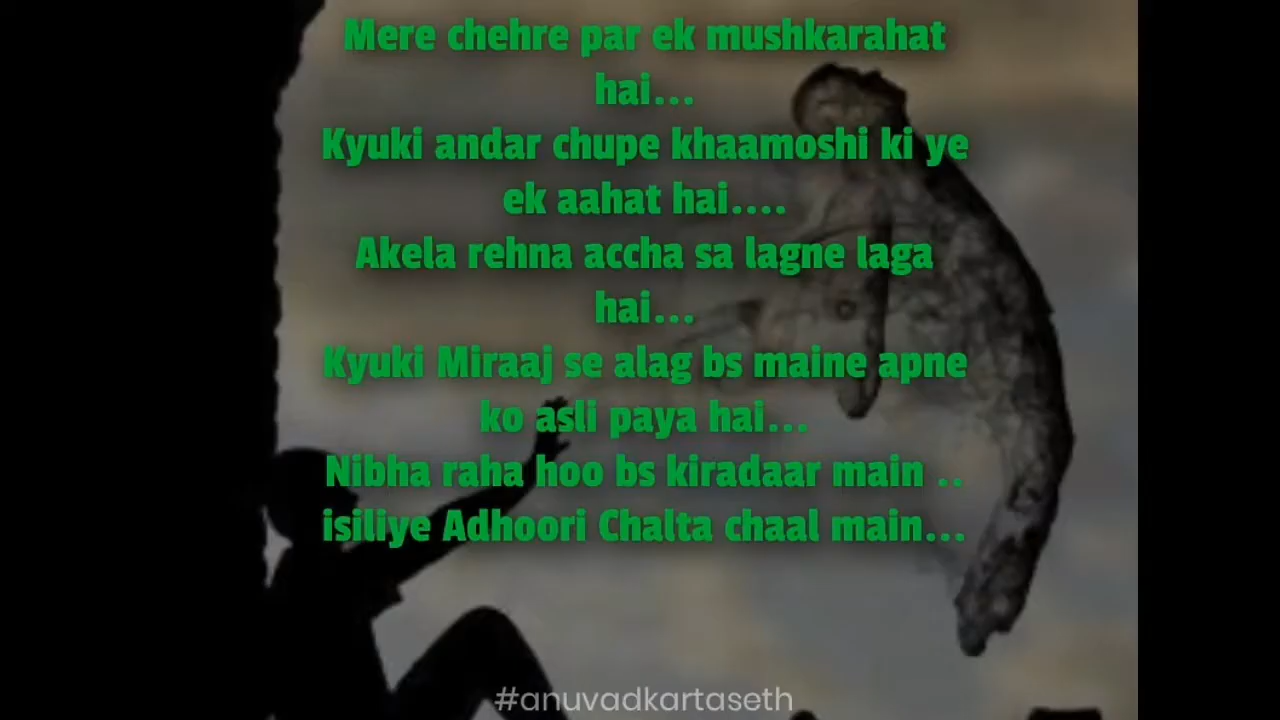 Mere chehre par ek mushkarahat
hai...
Kyuki andar chupe khaamoshi ki ye
ek aahat hai....
Akela rehna accha sa lagne laga
hai...
Kyuki Miraaj se alag bs maine apne
ko asli paya hai...
Nibha raha hoo bs kiradaar main ..
isiliye Adhoori Chalta chaal main...
#anuvadkartaseth